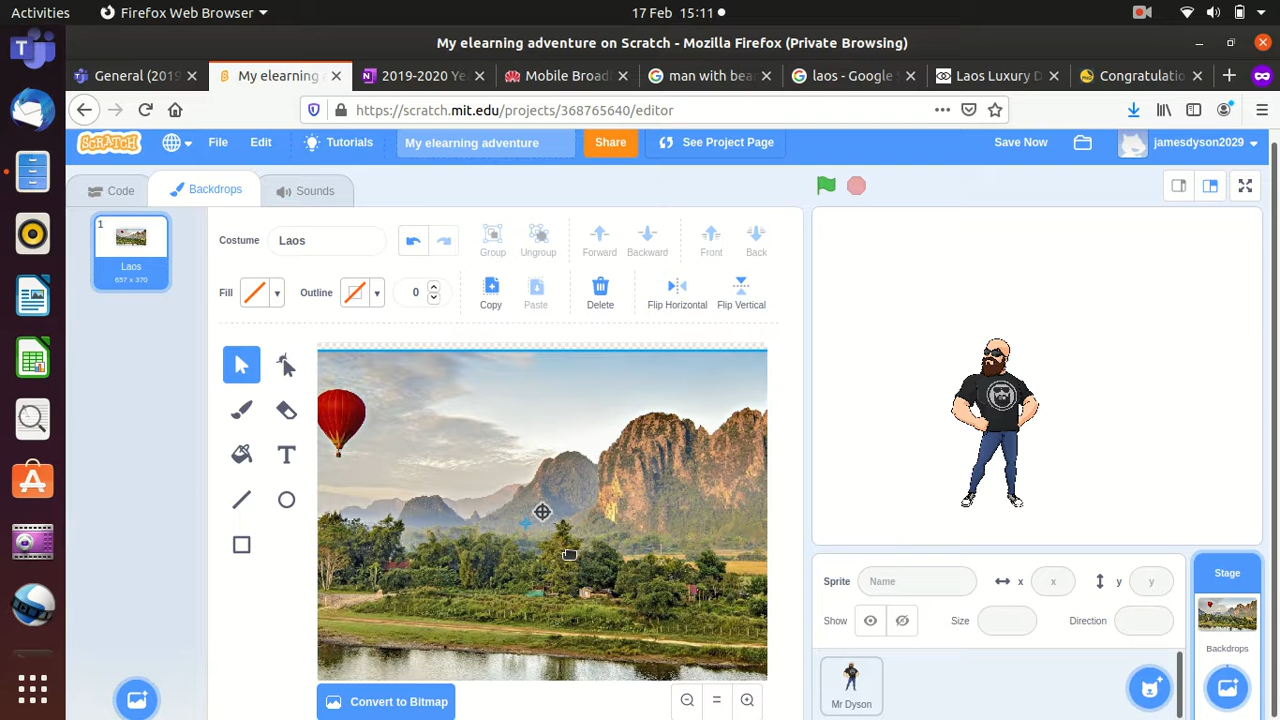 Activities Firefox Web Browser 17 Feb 15:11
My elearning adventure on Scratch - Mozilla Firefox (Private Browsing)
General (2019 My elearning 2019-2020 Ye Mobile Broad man with bea laos - Google Laos Luxury D Congratulatio
https://scratch.mit.edu/projects/368765640/editor
SCRATCH File Edit Tutorials My elearning adventure Share See Project Page Save Now jamesdyson2029
Code Backdrops Sounds
1
Laos
657 x 370
Costume Laos Group Ungroup Forward Backward Front Back
Fill Outline 0 Copy Paste Delete Flip Horizontal Flip Vertical
T
Convert to Bitmap
Sprite Name x x y y
Show Size Direction
Mr Dyson
Stage
Backdrops